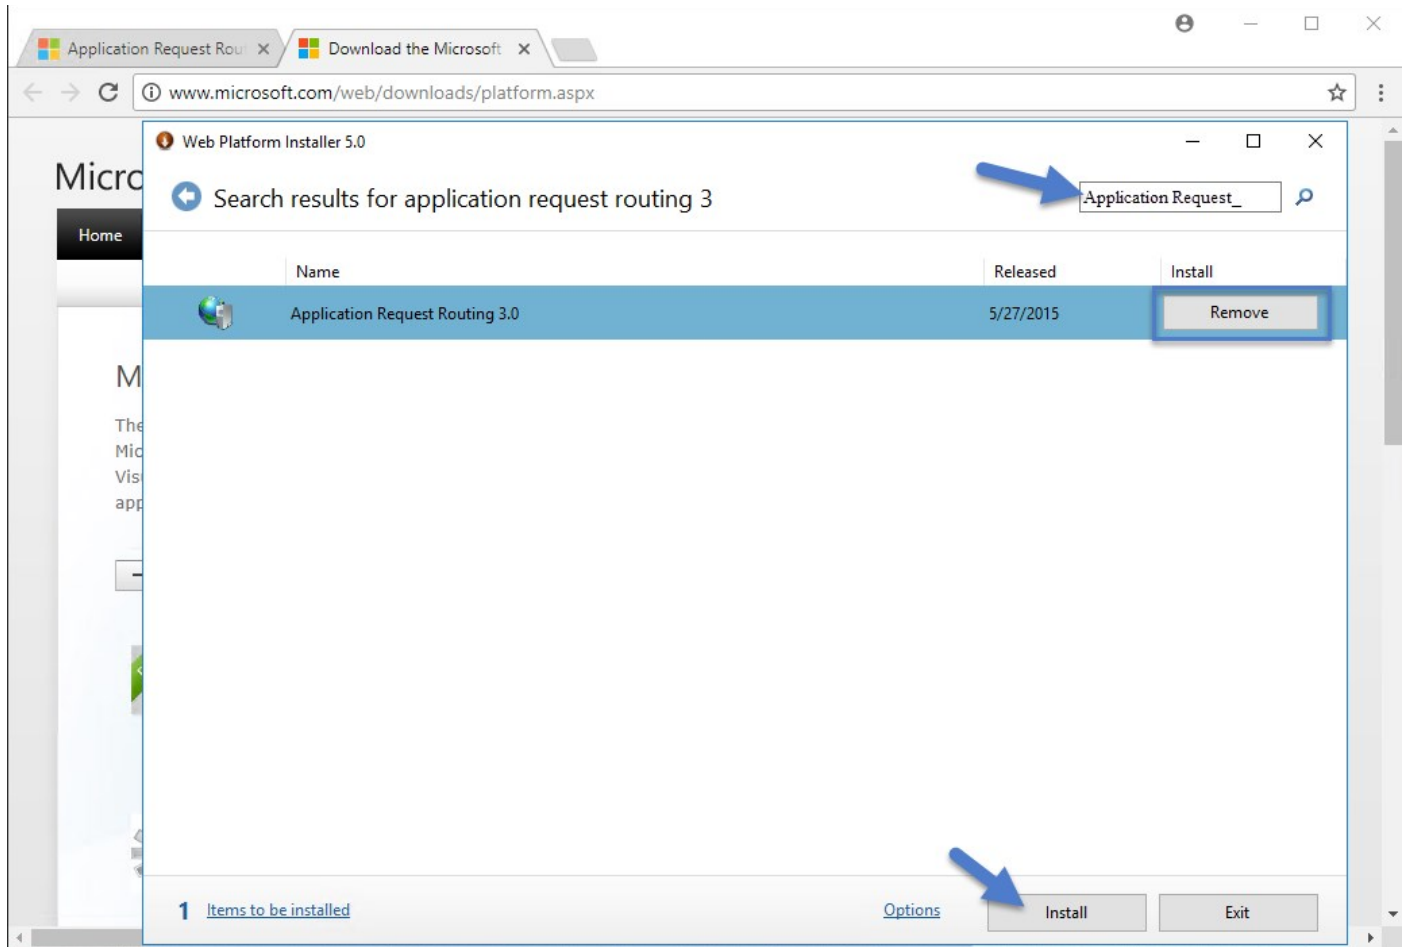 Application Request Rou
Download the Microsoft
www.microsoft.com/web/downloads/platform.aspx
Micro
Home
M
The
Mic
Visu
app
Web Platform Installer 5.0
Search results for application request routing 3
Application Request_
Name
Released
Install
Application Request Routing 3.0
5/27/2015
Remove
1 Items to be installed
Options
Install
Exit